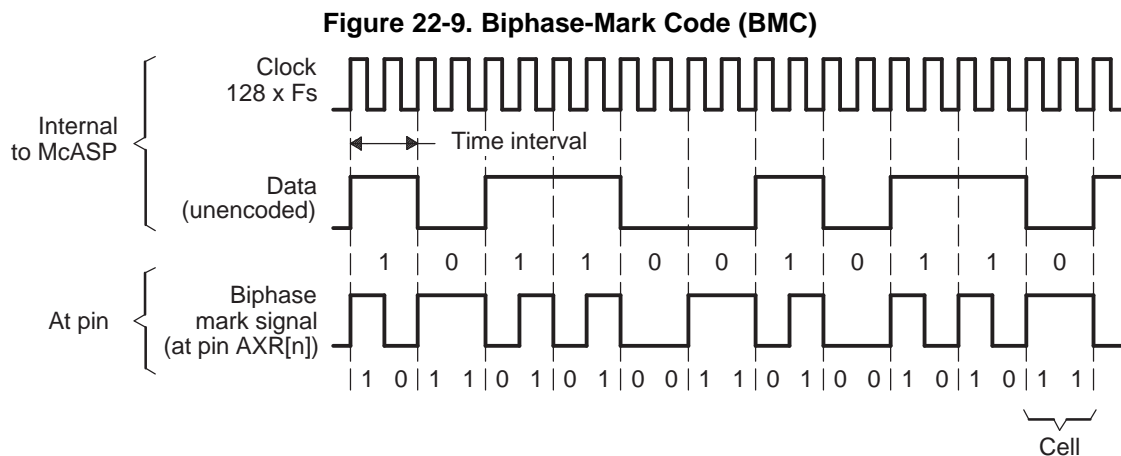 Figure 22-9. Biphase-Mark Code (BMC)
Clock
128 x Fs
Internal
to McASP
Time interval
Data
(unencoded)
1 0 1 1 0 0 1 0 1 1 0
At pin
Biphase
mark signal
(at pin AXR[n])
1 0 1 1 0 1 0 1 0 0 1 1 0 1 0 0 1 0 1 0 1 1
Cell